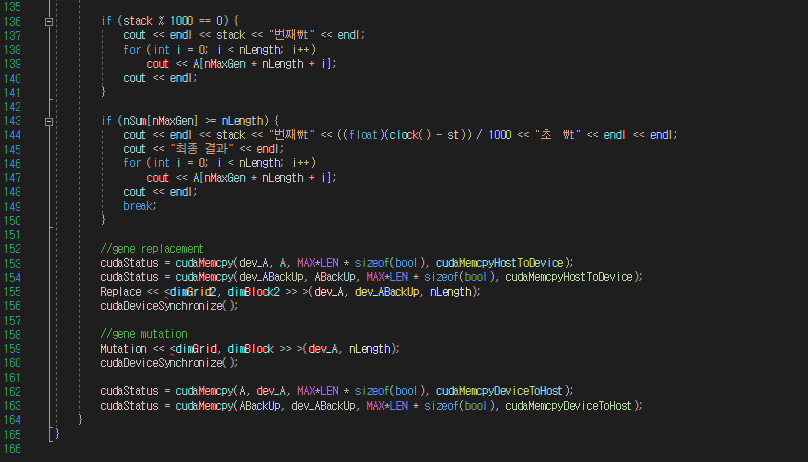 135
136 if (stack % 1000 == 0) {
137 cout << endl << stack << "번째₩t" << endl;
138 for (int i = 0; i < nLength; i++)
139 cout << A[nMaxGen * nLength + i];
140 cout << endl;
141 }
142
143 if (nSum[nMaxGen] >= nLength) {
144 cout << endl << stack << "번째₩t" << ((float)(clock() - st)) / 1000 << "초  ₩t" << endl << endl;
145 cout << "최종 결과" << endl;
146 for (int i = 0; i < nLength; i++)
147 cout << A[nMaxGen * nLength + i];
148 cout << endl;
149 break;
150 }
151
152 //gene replacement
153 cudaStatus = cudaMemcpy(dev_A, A, MAX*LEN * sizeof(bool), cudaMemcpyHostToDevice);
154 cudaStatus = cudaMemcpy(dev_ABackUp, ABackUp, MAX*LEN * sizeof(bool), cudaMemcpyHostToDevice);
155 Replace << <dimGrid2, dimBlock2 >> >(dev_A, dev_ABackUp, nLength);
156 cudaDeviceSynchronize();
157
158 //gene mutation
159 Mutation << <dimGrid, dimBlock >> >(dev_A, nLength);
160 cudaDeviceSynchronize();
161
162 cudaStatus = cudaMemcpy(A, dev_A, MAX*LEN * sizeof(bool), cudaMemcpyDeviceToHost);
163 cudaStatus = cudaMemcpy(ABackUp, dev_ABackUp, MAX*LEN * sizeof(bool), cudaMemcpyDeviceToHost);
164 }
165 }
166